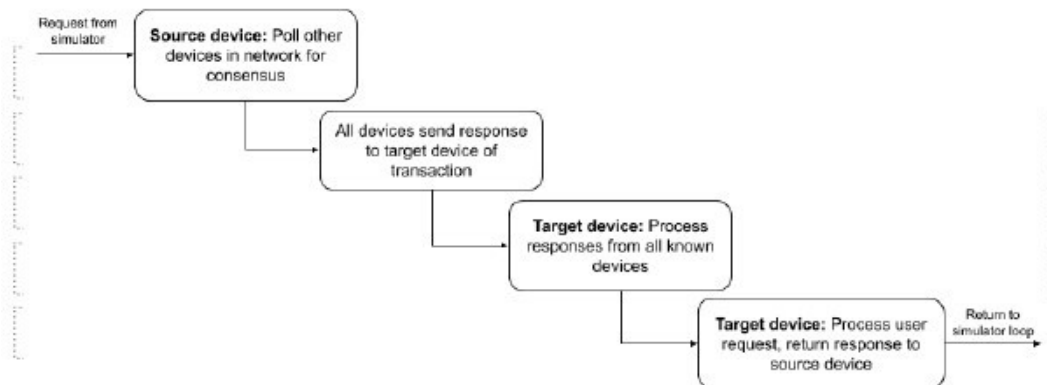 Request from
simulator
Source device: Poll other
devices in network for
consensus
All devices send response
to target device of
transaction
Target device: Process
responses from all known
devices
Target device: Process user
request, return response to
source device
Return to
simulator loop